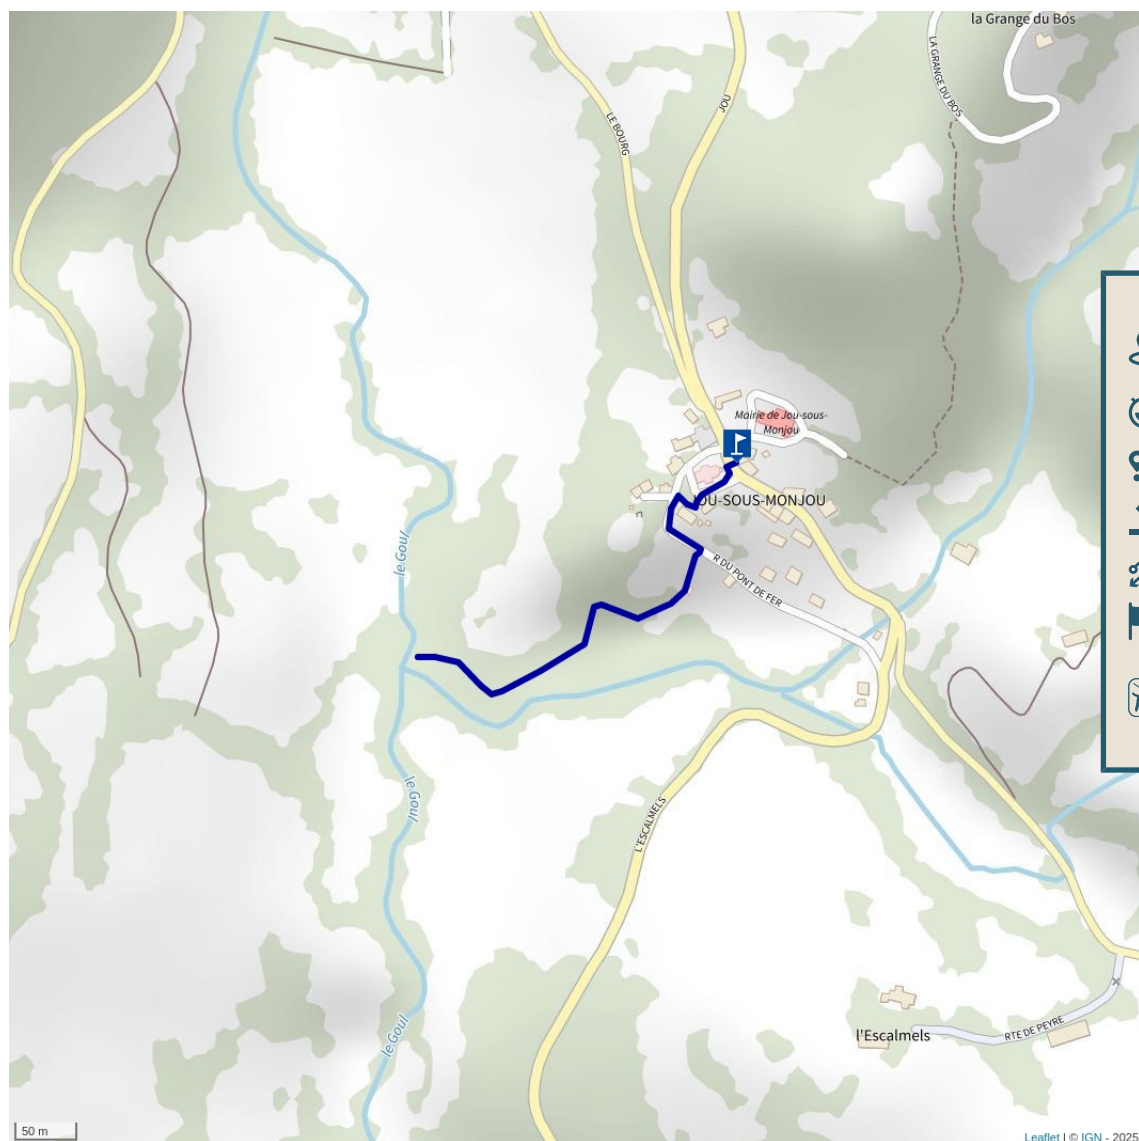 la Grange du Bos
LA GRANGE DU BOS
JOU
LE BOURG
Mairie de Jou-sous-
Monjou
JOU-SOUS-MONJOU
le Goul
R DU PONT DE FER
le Goul
L'ESCALMELS
le Goul
l'Escalmels
RTE DE PEYRE
50 m
Leaflet | © IGN - 2025